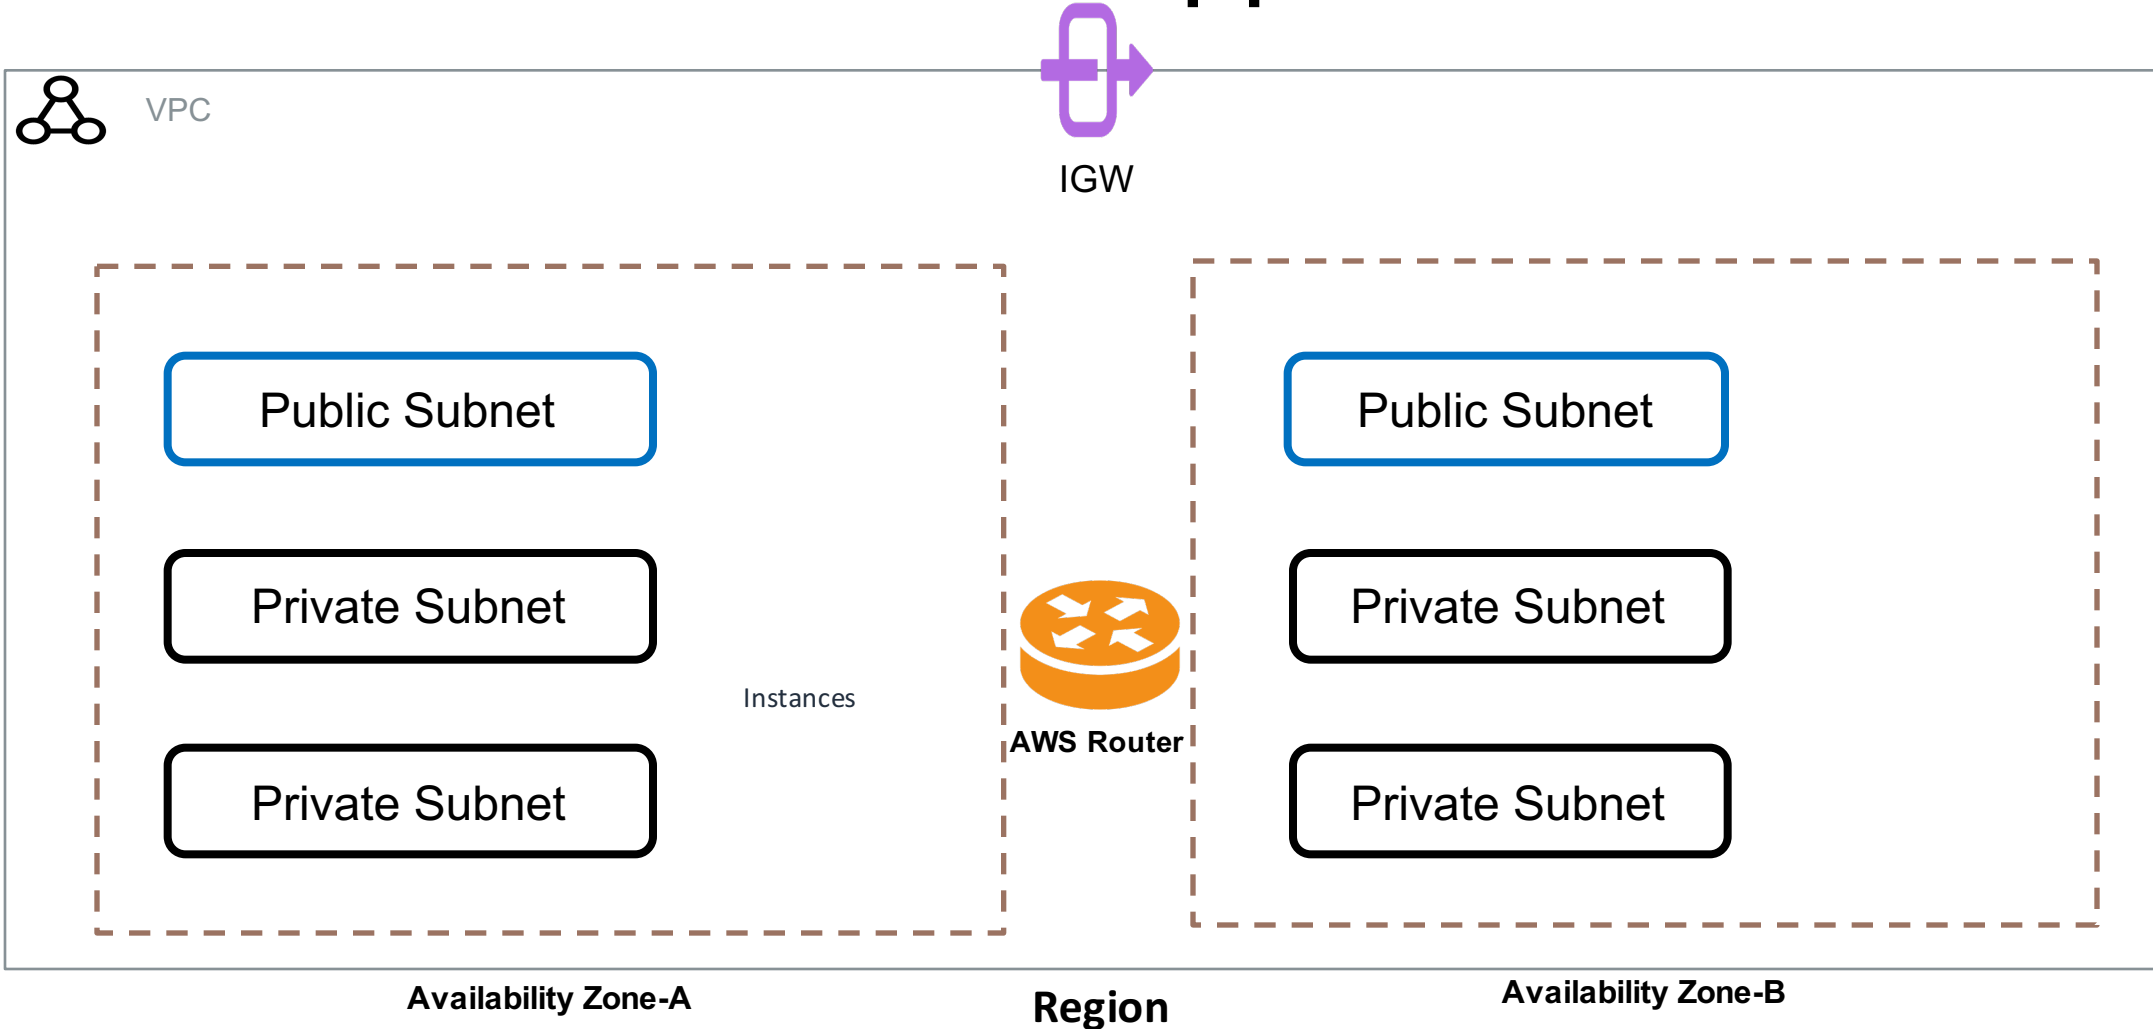 VPC
IGW
Public Subnet
Public Subnet
Private Subnet
Private Subnet
Instances
AWS Router
Private Subnet
Private Subnet
Availability Zone-A
Region
Availability Zone-B